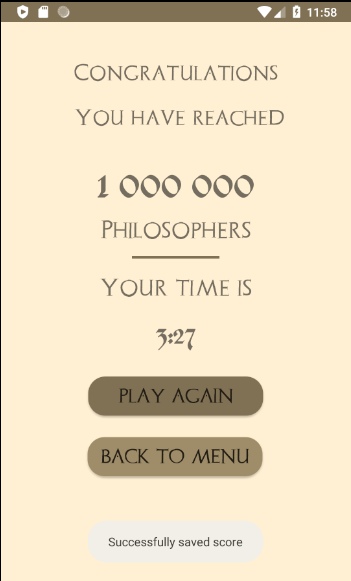 11:58
Congratulations
You have reached
1 000 000
Philosophers
Your time is
3:27
Play again
Back to menu
Successfully saved score